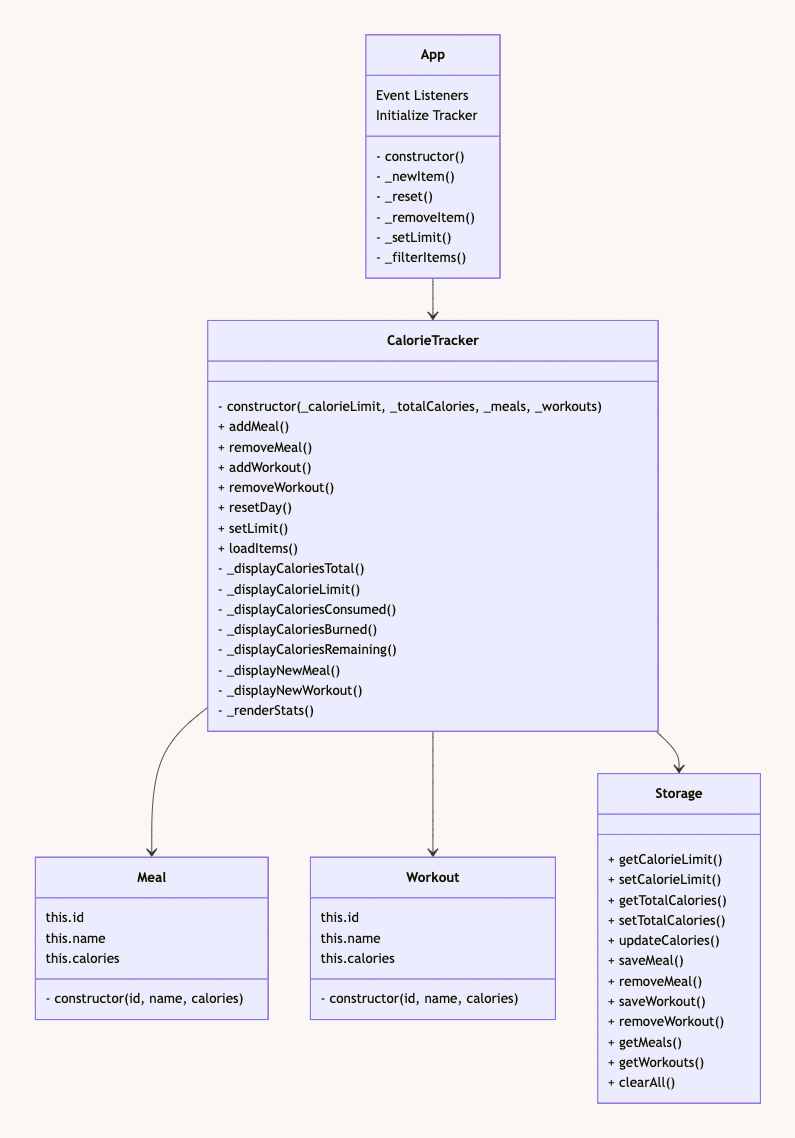 App
Event Listeners
Initialize Tracker
- constructor()
- _newItem()
- _reset()
- _removeItem()
- _setLimit()
- _filterItems()
CalorieTracker
- constructor(_calorieLimit, _totalCalories, _meals, _workouts)
+ addMeal()
+ removeMeal()
+ addWorkout()
+ removeWorkout()
+ resetDay()
+ setLimit()
+ loadItems()
- _displayCaloriesTotal()
- _displayCalorieLimit()
- _displayCaloriesConsumed()
- _displayCaloriesBurned()
- _displayCaloriesRemaining()
- _displayNewMeal()
- _displayNewWorkout()
- _renderStats()
Meal
this.id
this.name
this.calories
- constructor(id, name, calories)
Workout
this.id
this.name
this.calories
- constructor(id, name, calories)
Storage
+ getCalorieLimit()
+ setCalorieLimit()
+ getTotalCalories()
+ setTotalCalories()
+ updateCalories()
+ saveMeal()
+ removeMeal()
+ saveWorkout()
+ removeWorkout()
+ getMeals()
+ getWorkouts()
+ clearAll()